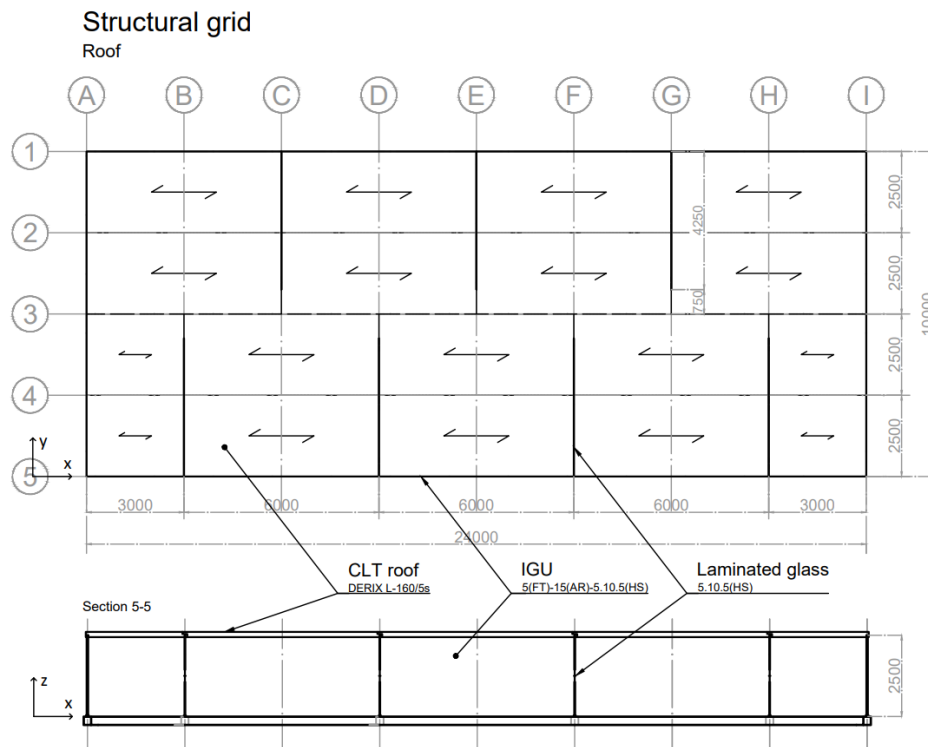 Structural grid
Roof
A B C D E F G H I
1
2
3
4
5
4250
750
2500
2500
2500
2500
10000
y
x
3000 6000 6000 6000 3000
24000
CLT roof
DERIX L-160/5s
IGU
5(FT)-15(AR)-5.10.5(HS)
Laminated glass
5.10.5(HS)
Section 5-5
z
x
2500